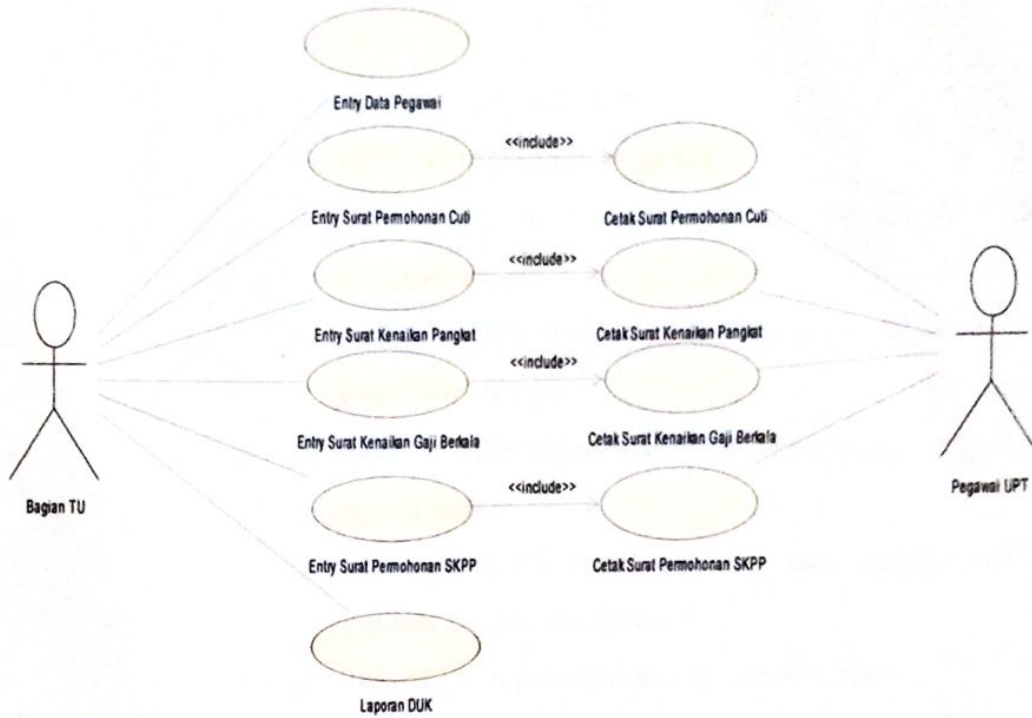 Entry Data Pegawai
<<include>>
Entry Surat Permohonan Cuti
Cetak Surat Permohonan Cuti
<<include>>
Entry Surat Kenaikan Pangkat
Cetak Surat Kenaikan Pangkat
<<include>>
Entry Surat Kenaikan Gaji Berkala
Cetak Surat Kenaikan Gaji Berkala
<<include>>
Bagian TU
Pegawai UPT
Entry Surat Permohonan SKPP
Cetak Surat Permohonan SKPP
Laporan DUK